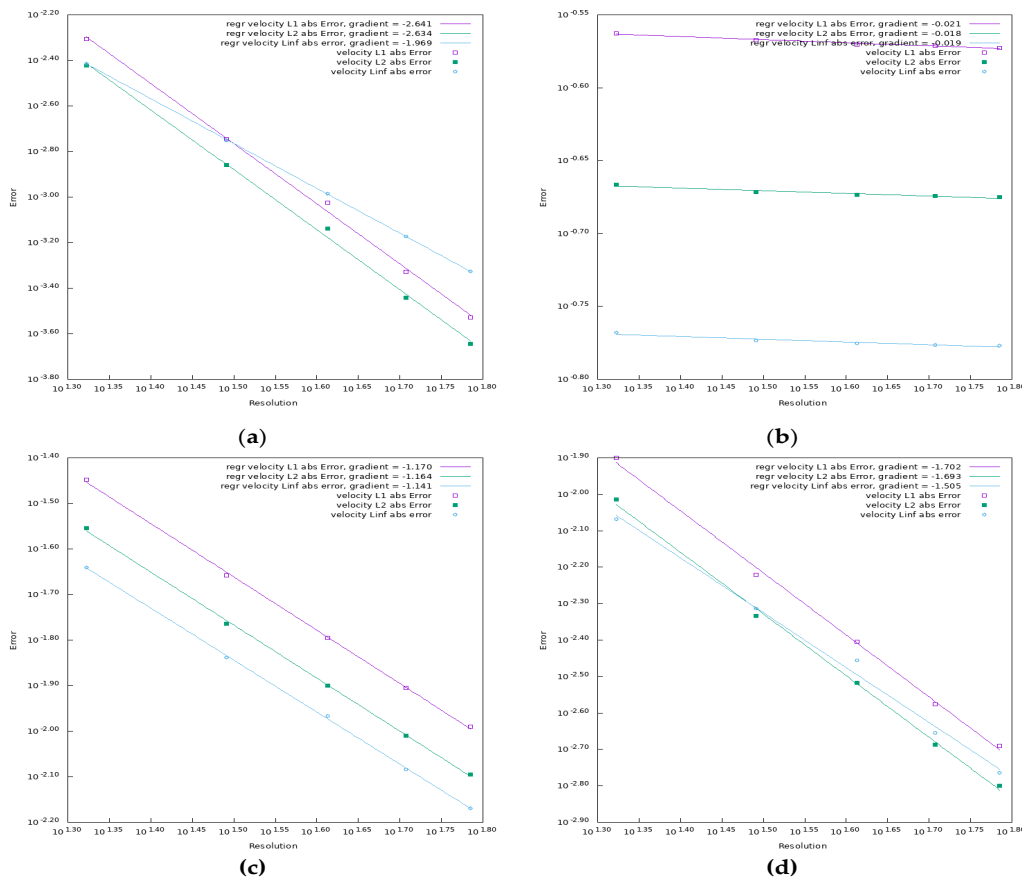 10^-2.20
10^-2.40
10^-2.60
10^-2.80
10^-3.00
10^-3.20
10^-3.40
10^-3.60
10^-3.80
Error
regr velocity L1 abs Error, gradient = -2.641
regr velocity L2 abs Error, gradient = -2.634
regr velocity Linf abs error, gradient = -1.969
velocity L1 abs Error
velocity L2 abs Error
velocity Linf abs error
10^1.30 10^1.35 10^1.40 10^1.45 10^1.50 10^1.55 10^1.60 10^1.65 10^1.70 10^1.75 10^1.80
Resolution
(a)
10^-0.55
10^-0.60
10^-0.65
10^-0.70
10^-0.75
10^-0.80
Error
regr velocity L1 abs Error, gradient = -0.021
regr velocity L2 abs Error, gradient = -0.018
regr velocity Linf abs error, gradient = -0.019
velocity L1 abs Error
velocity L2 abs Error
velocity Linf abs error
10^1.30 10^1.35 10^1.40 10^1.45 10^1.50 10^1.55 10^1.60 10^1.65 10^1.70 10^1.75 10^1.80
Resolution
(b)
10^-1.40
10^-1.50
10^-1.60
10^-1.70
10^-1.80
10^-1.90
10^-2.00
10^-2.10
10^-2.20
Error
regr velocity L1 abs Error, gradient = -1.170
regr velocity L2 abs Error, gradient = -1.164
regr velocity Linf abs error, gradient = -1.141
velocity L1 abs Error
velocity L2 abs Error
velocity Linf abs error
10^1.30 10^1.35 10^1.40 10^1.45 10^1.50 10^1.55 10^1.60 10^1.65 10^1.70 10^1.75 10^1.80
Resolution
(c)
10^-1.90
10^-2.00
10^-2.10
10^-2.20
10^-2.30
10^-2.40
10^-2.50
10^-2.60
10^-2.70
10^-2.80
10^-2.90
Error
regr velocity L1 abs Error, gradient = -1.702
regr velocity L2 abs Error, gradient = -1.693
regr velocity Linf abs error, gradient = -1.505
velocity L1 abs Error
velocity L2 abs Error
velocity Linf abs error
10^1.30 10^1.35 10^1.40 10^1.45 10^1.50 10^1.55 10^1.60 10^1.65 10^1.70 10^1.75 10^1.80
Resolution
(d)